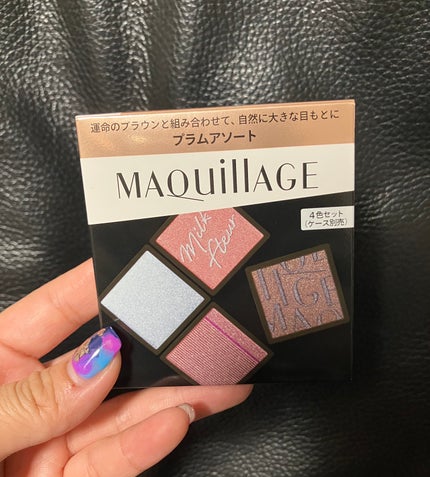 運命のブラウンと組み合わせて、自然に大きな目もとに
プラムアソート
MAQuillAGE
4色セット
(ケース別売)
Milk
fleur